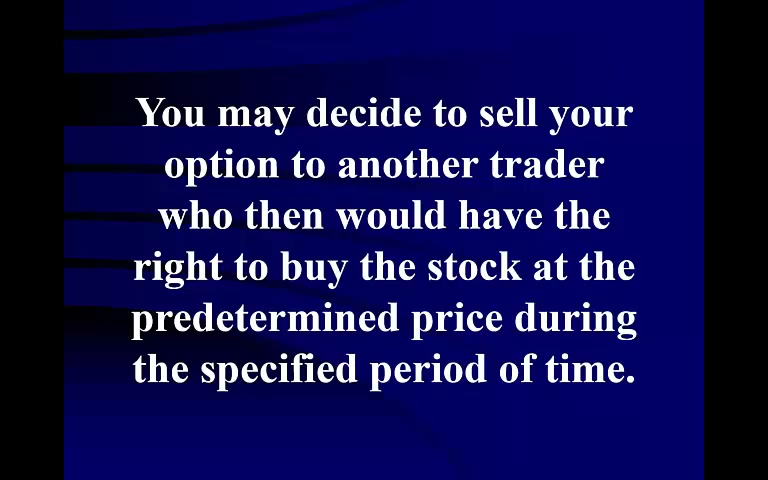 You may decide to sell your
option to another trader
who then would have the
right to buy the stock at the
predetermined price during
the specified period of time.